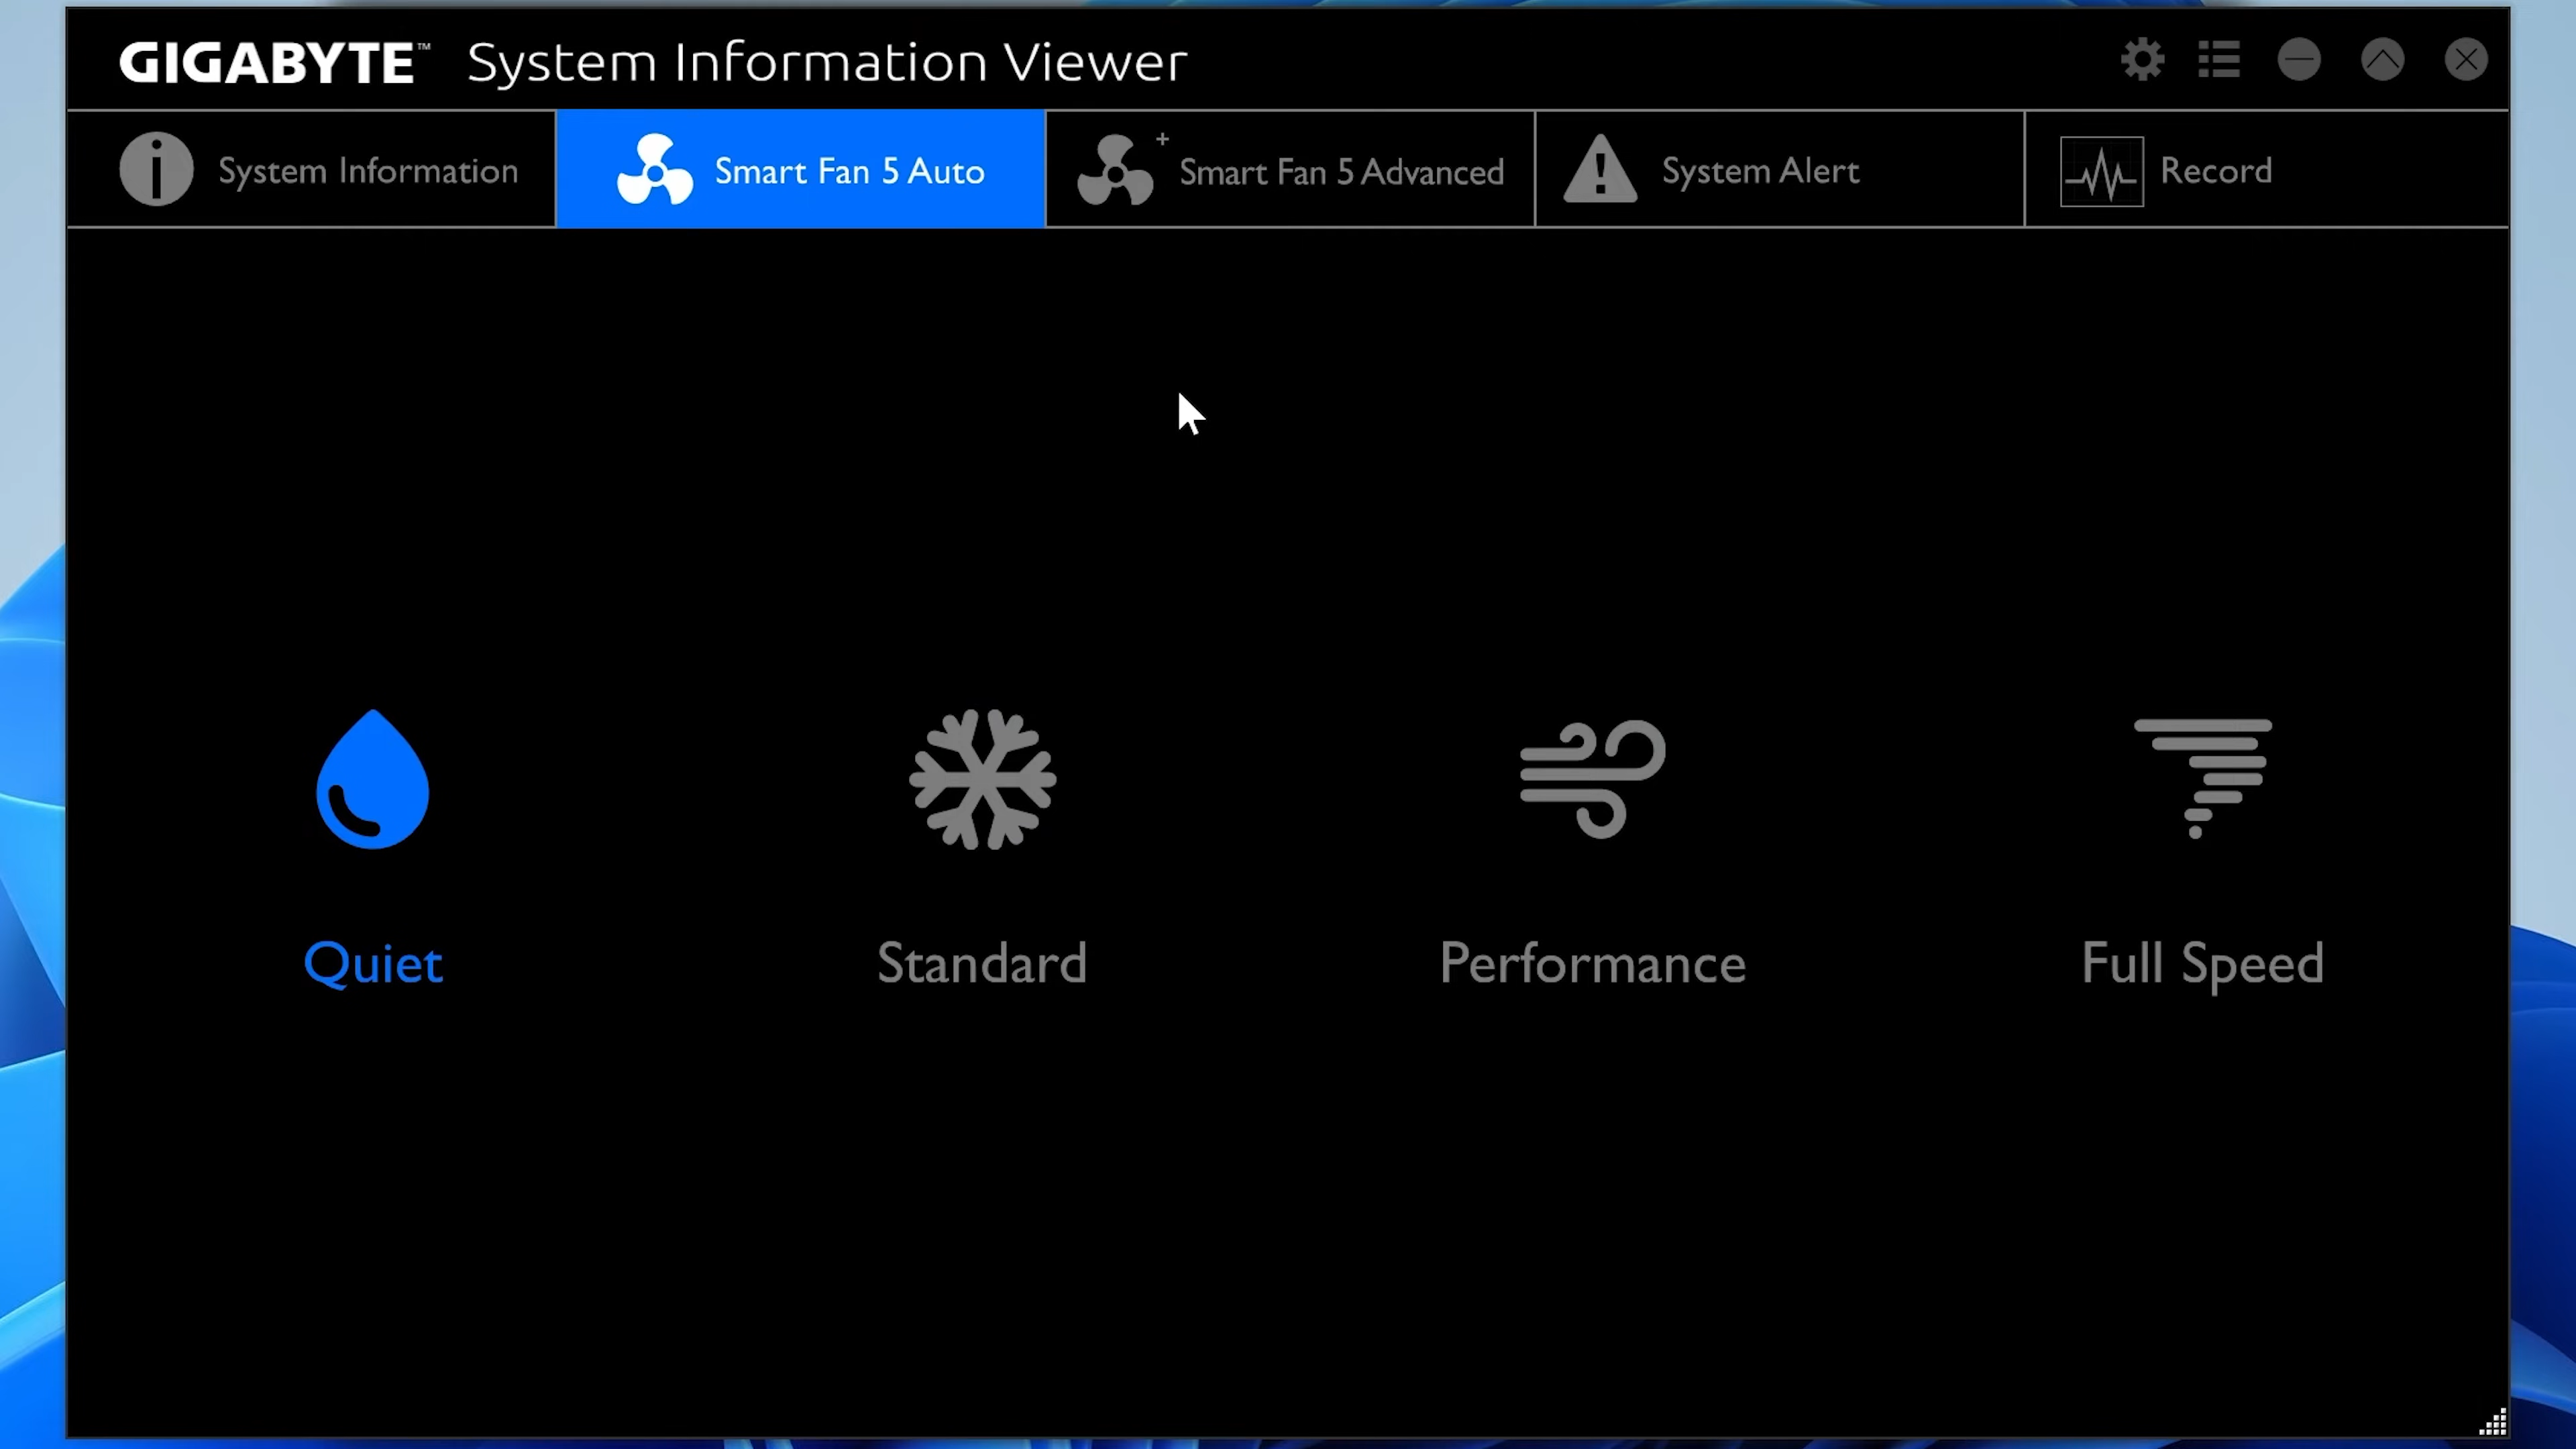 GIGABYTE™ System Information Viewer
System Information
Smart Fan 5 Auto
+ Smart Fan 5 Advanced
System Alert
Record
Quiet
Standard
Performance
Full Speed